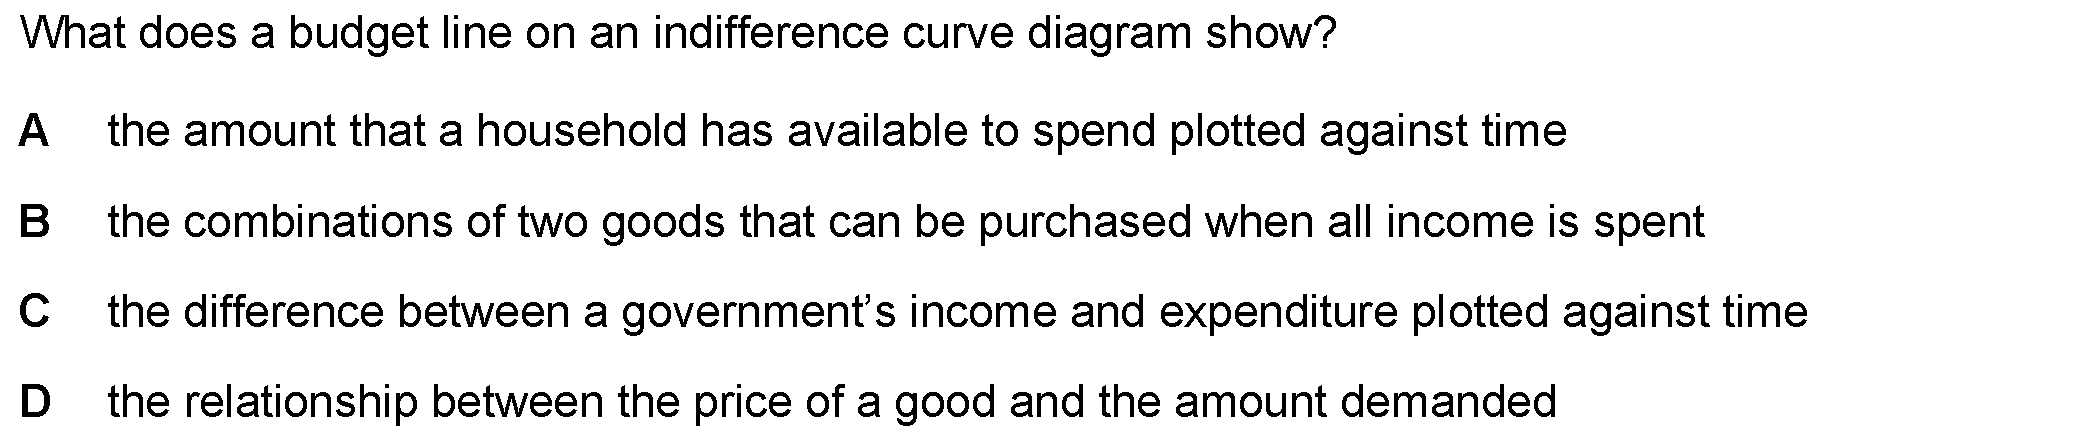 What does a budget line on an indifference curve diagram show?
A the amount that a household has available to spend plotted against time
B the combinations of two goods that can be purchased when all income is spent
C the difference between a government’s income and expenditure plotted against time
D the relationship between the price of a good and the amount demanded